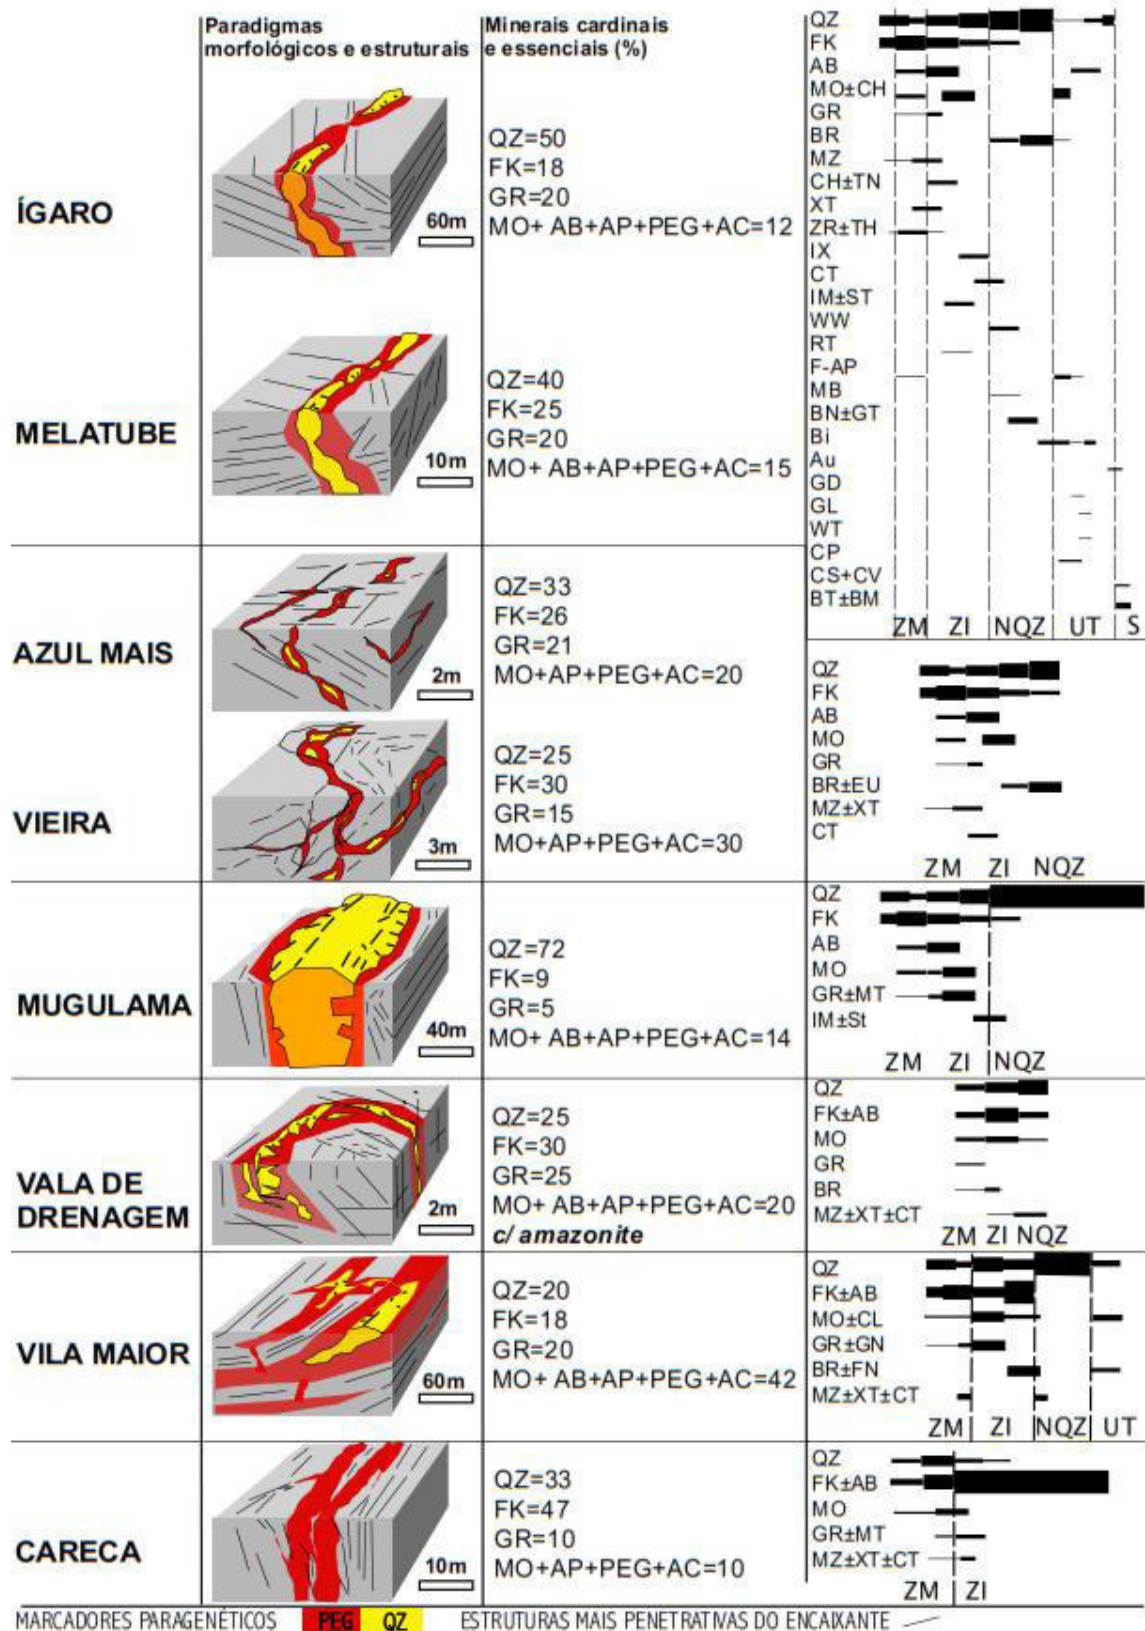 Paradigmas
morfológicos e estruturais
Minerais cardinais
e essenciais (%)
ÍGARO
60m
QZ=50
FK=18
GR=20
MO+ AB+AP+PEG+AC=12
MELATUBE
10m
QZ=40
FK=25
GR=20
MO+ AB+AP+PEG+AC=15
QZ
FK
AB
MO±CH
GR
BR
MZ
CH±TN
XT
ZR±TH
IX
CT
IM±ST
WW
RT
F-AP
MB
BN±GT
Bi
Au
GD
GL
WT
CP
CS+CV
BT±BM
ZM ZI NQZ UT S
AZUL MAIS
2m
QZ=33
FK=26
GR=21
MO+AP+PEG+AC=20
VIEIRA
3m
QZ=25
FK=30
GR=15
MO+AP+PEG+AC=30
QZ
FK
AB
MO
GR
BR±EU
MZ±XT
CT
ZM ZI NQZ
MUGULAMA
40m
QZ=72
FK=9
GR=5
MO+ AB+AP+PEG+AC=14
QZ
FK
AB
MO
GR±MT
IM±St
ZM ZI NQZ
VALA DE
DRENAGEM
2m
QZ=25
FK=30
GR=25
MO+ AB+AP+PEG+AC=20
c/ amazonite
QZ
FK±AB
MO
GR
BR
MZ±XT±CT
ZM ZI NQZ
VILA MAIOR
60m
QZ=20
FK=18
GR=20
MO+ AB+AP+PEG+AC=42
QZ
FK±AB
MO±CL
GR±GN
BR±FN
MZ±XT±CT
ZM ZI NQZ UT
CARECA
10m
QZ=33
FK=47
GR=10
MO+AP+PEG+AC=10
QZ
FK±AB
MO
GR±MT
MZ±XT±CT
ZM ZI
MARCADORES PARAGENÉTICOS PEG QZ ESTRUTURAS MAIS PENETRATIVAS DO ENCAIXANTE